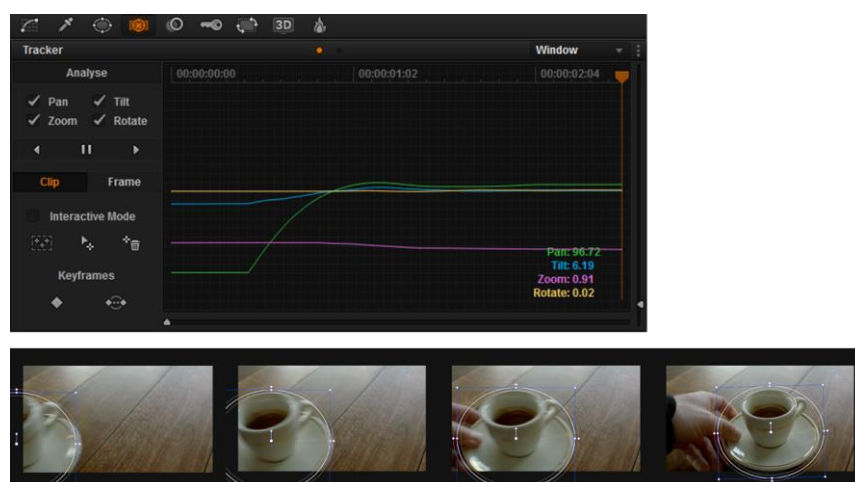 3D
Tracker
Window
Analyse
00:00:00:00
00:00:01:02
00:00:02:04
Pan
Tilt
Zoom
Rotate
Clip
Frame
Interactive Mode
Keyframes
Pan: 96.72
Tilt: 6.19
Zoom: 0.91
Rotate: 0.02